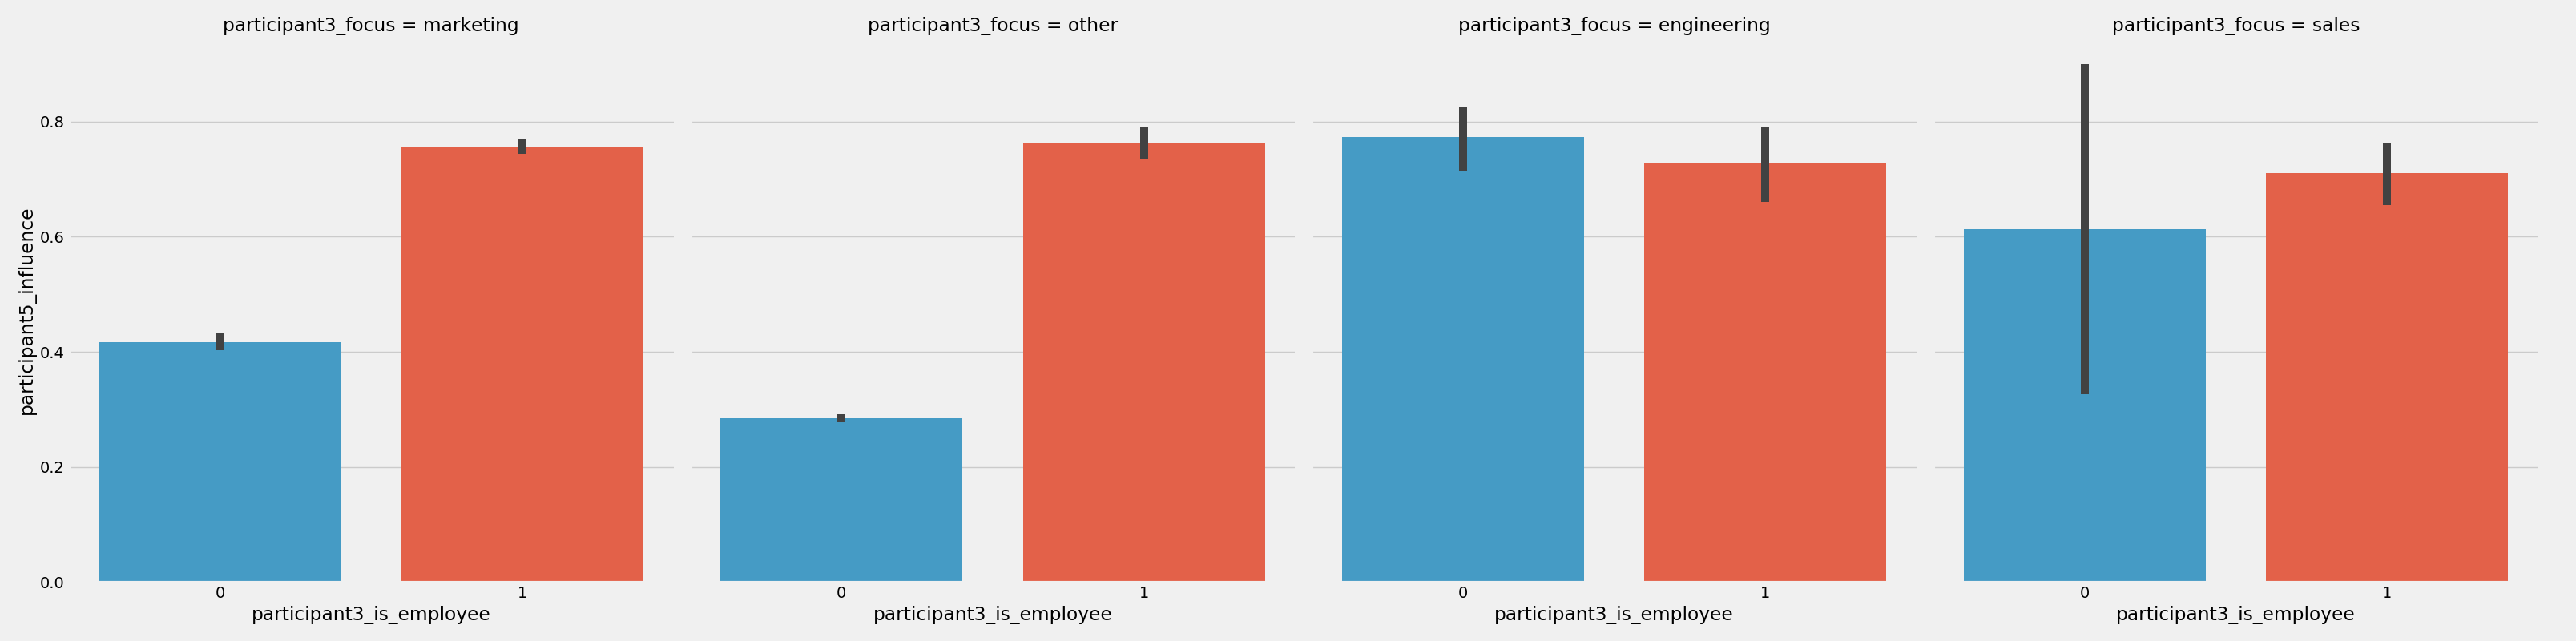 participant3_focus = marketing
participant3_focus = other
participant3_focus = engineering
participant3_focus = sales
participant5_influence
0.8
0.6
0.4
0.2
0.0
0 1 0 1 0 1 0 1
participant3_is_employee
participant3_is_employee
participant3_is_employee
participant3_is_employee